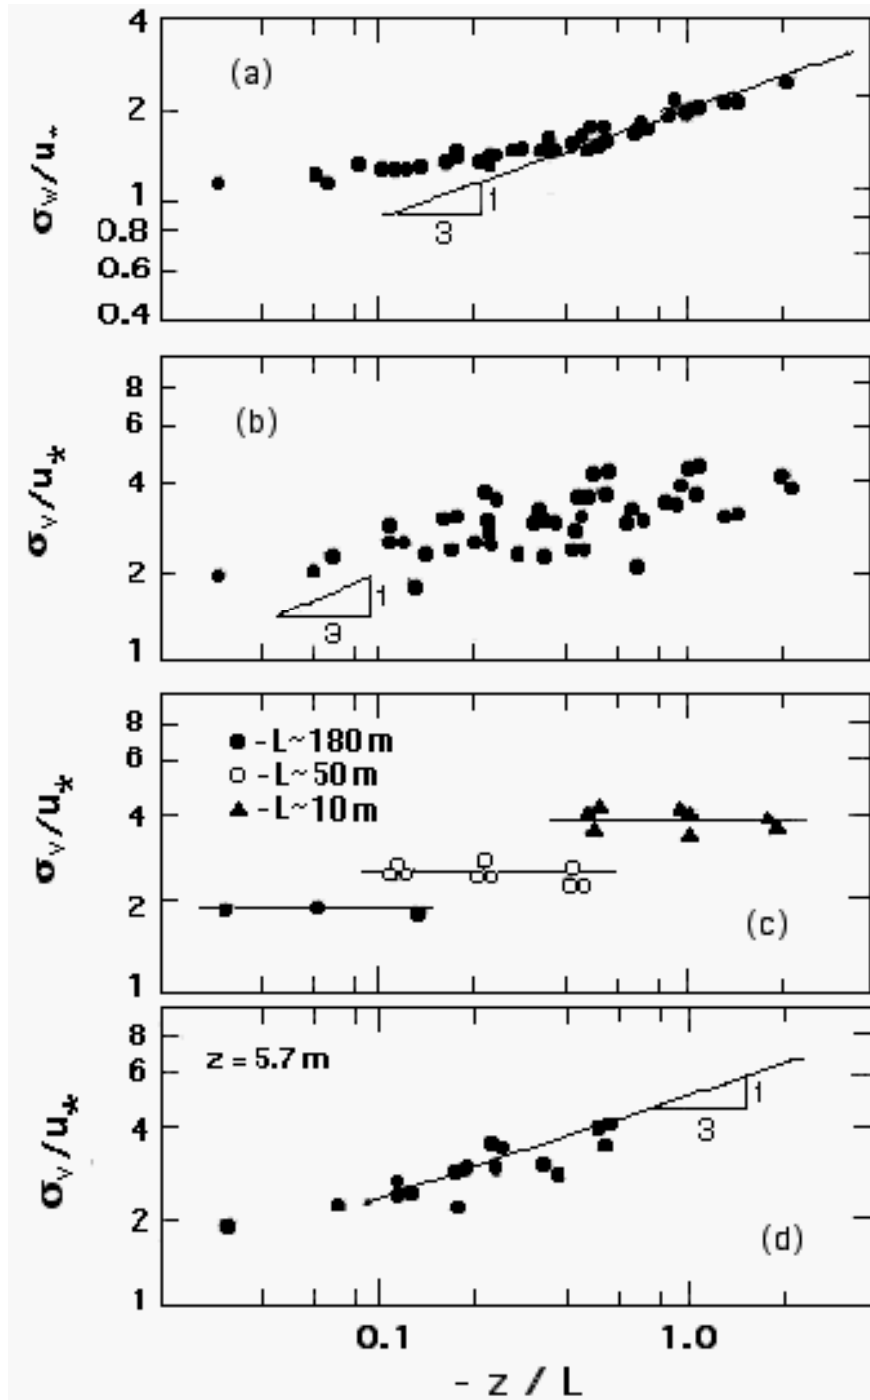 4
(a)
2
σw/u*
1
1
0.8
3
0.6
0.4
8
(b)
6
σv/u*
4
2
1
3
1
8
● -L~180 m
6
○ -L~50 m
▲ -L~10 m
σv/u*
4
2
(c)
1
8
z = 5.7 m
6
1
σv/u*
4
3
2
(d)
1
0.1 1.0
- z / L